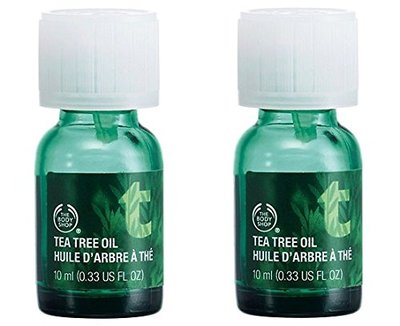 THE
BODY
SHOP®
t
TEA TREE OIL
HUILE D'ARBRE À THÉ
10 ml (0.33 US FL OZ)
THE
BODY
SHOP®
t
TEA TREE OIL
HUILE D'ARBRE À THÉ
10 ml (0.33 US FL OZ)